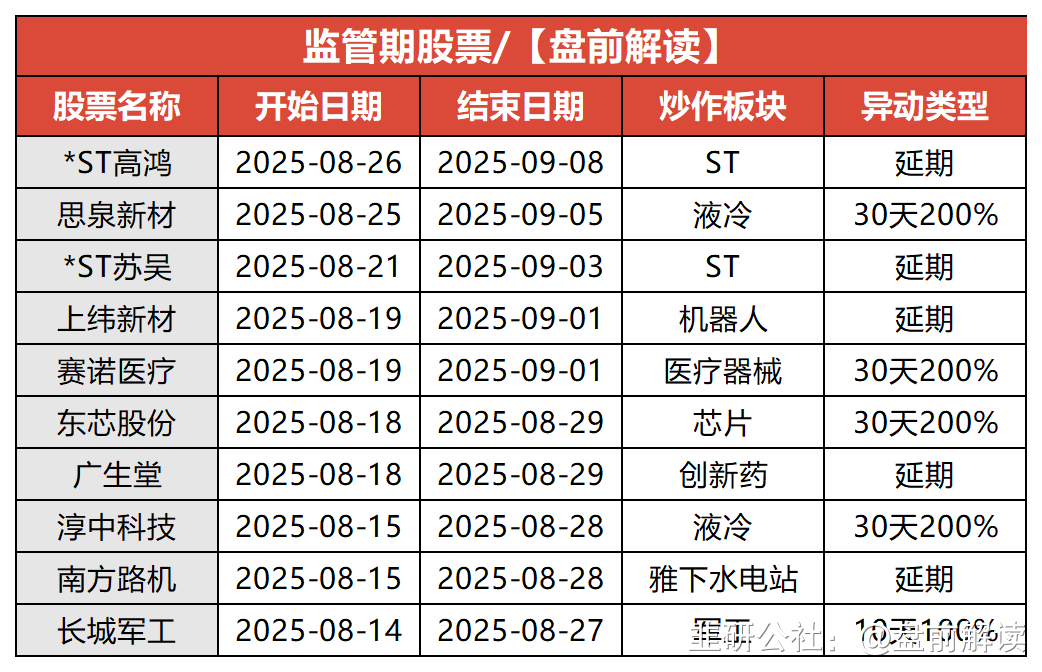 监管期股票/【盘前解读】
股票名称 开始日期 结束日期 炒作板块 异动类型
*ST高鸿 2025-08-26 2025-09-08 ST 延期
思泉新材 2025-08-25 2025-09-05 液冷 30天200%
*ST苏吴 2025-08-21 2025-09-03 ST 延期
上纬新材 2025-08-19 2025-09-01 机器人 延期
赛诺医疗 2025-08-19 2025-09-01 医疗器械 30天200%
东芯股份 2025-08-18 2025-08-29 芯片 30天200%
广生堂 2025-08-18 2025-08-29 创新药 延期
淳中科技 2025-08-15 2025-08-28 液冷 30天200%
南方路机 2025-08-15 2025-08-28 雅下水电站 延期
长城军工 2025-08-14 2025-08-27 军工 10天100%
韭研公社：@盘前解读